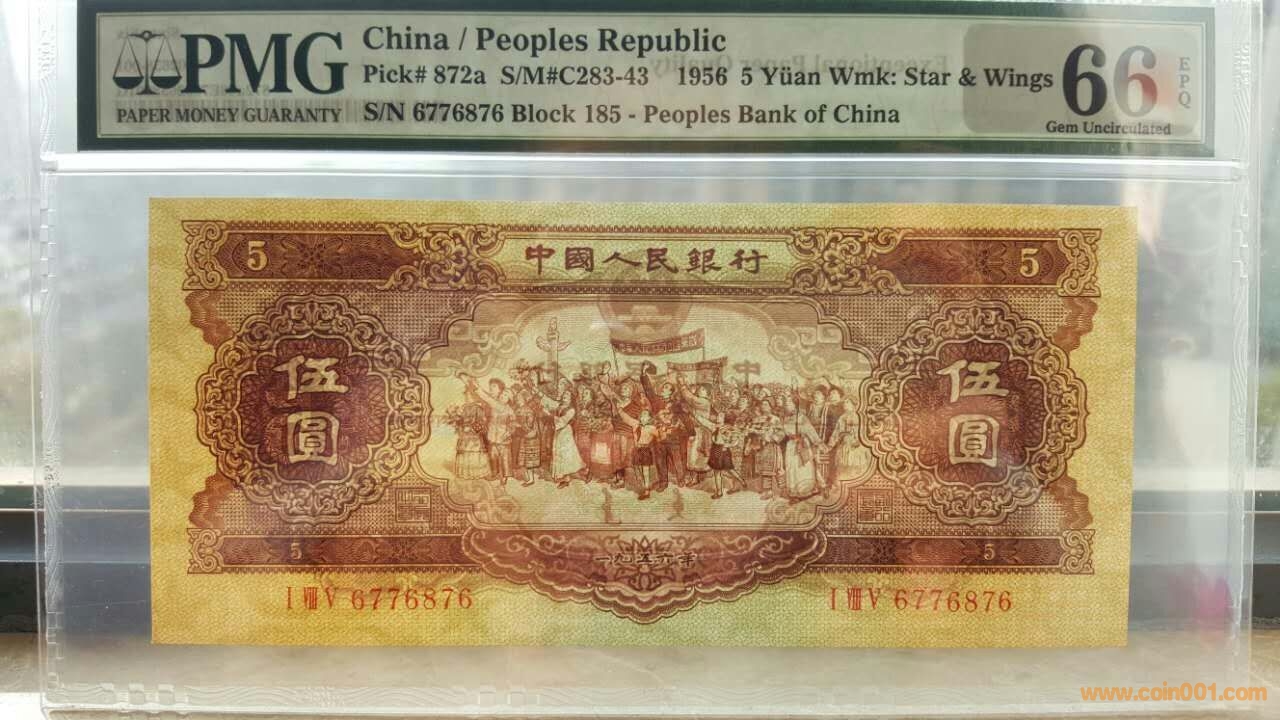 PMG
PAPER MONEY GUARANTY
China / Peoples Republic
Pick# 872a S/M#C283-43 1956 5 Yüan Wmk: Star & Wings
S/N 6776876 Block 185 - Peoples Bank of China
66
EPQ
Gem Uncirculated
5
中國人民銀行
5
伍圓
伍圓
5
一九五六年
5
I VIII V 6776876
I VIII V 6776876
www.coin001.com